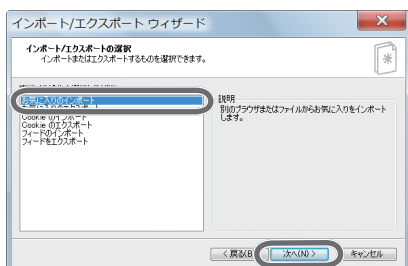 インポート/エクスポート ウィザード
インポート/エクスポートの選択
インポートまたはエクスポートするものを選択できます。
お気に入りのインポート
Cookie のインポート
Cookie のエクスポート
フィードのインポート
フィードをエクスポート
説明
別のブラウザまたはファイルからお気に入りをインポート
します。
< 戻る(B)
次へ(N) >
キャンセル